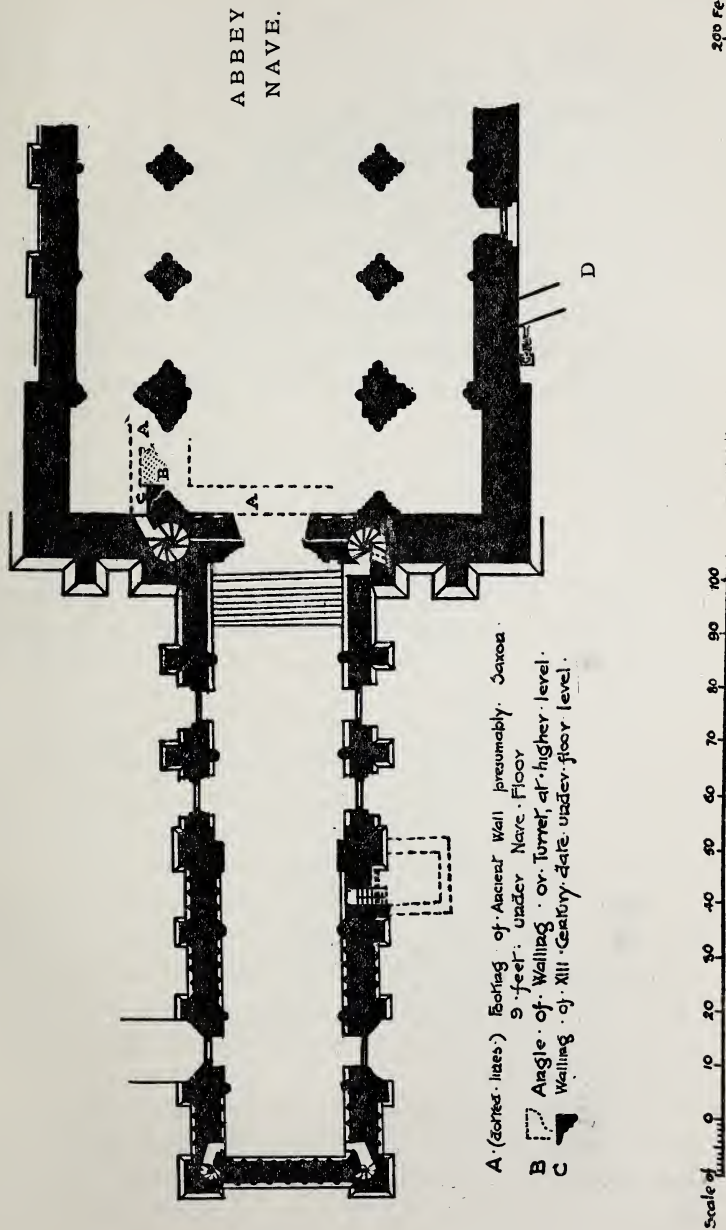 ABBEY
NAVE.
A
A
B
C
D
A·(dotted·lines·) Footing·of·Ancient Wall presumably. Saxon·
9·feet: under Nave·Floor
B Angle·of·Walling·or·Turret, at·higher·level·
C Walling·of·XIII·Century·date·under·floor level·
Scale of 0 10 20 30 40 50 60 70 80 90 100 200 Fe